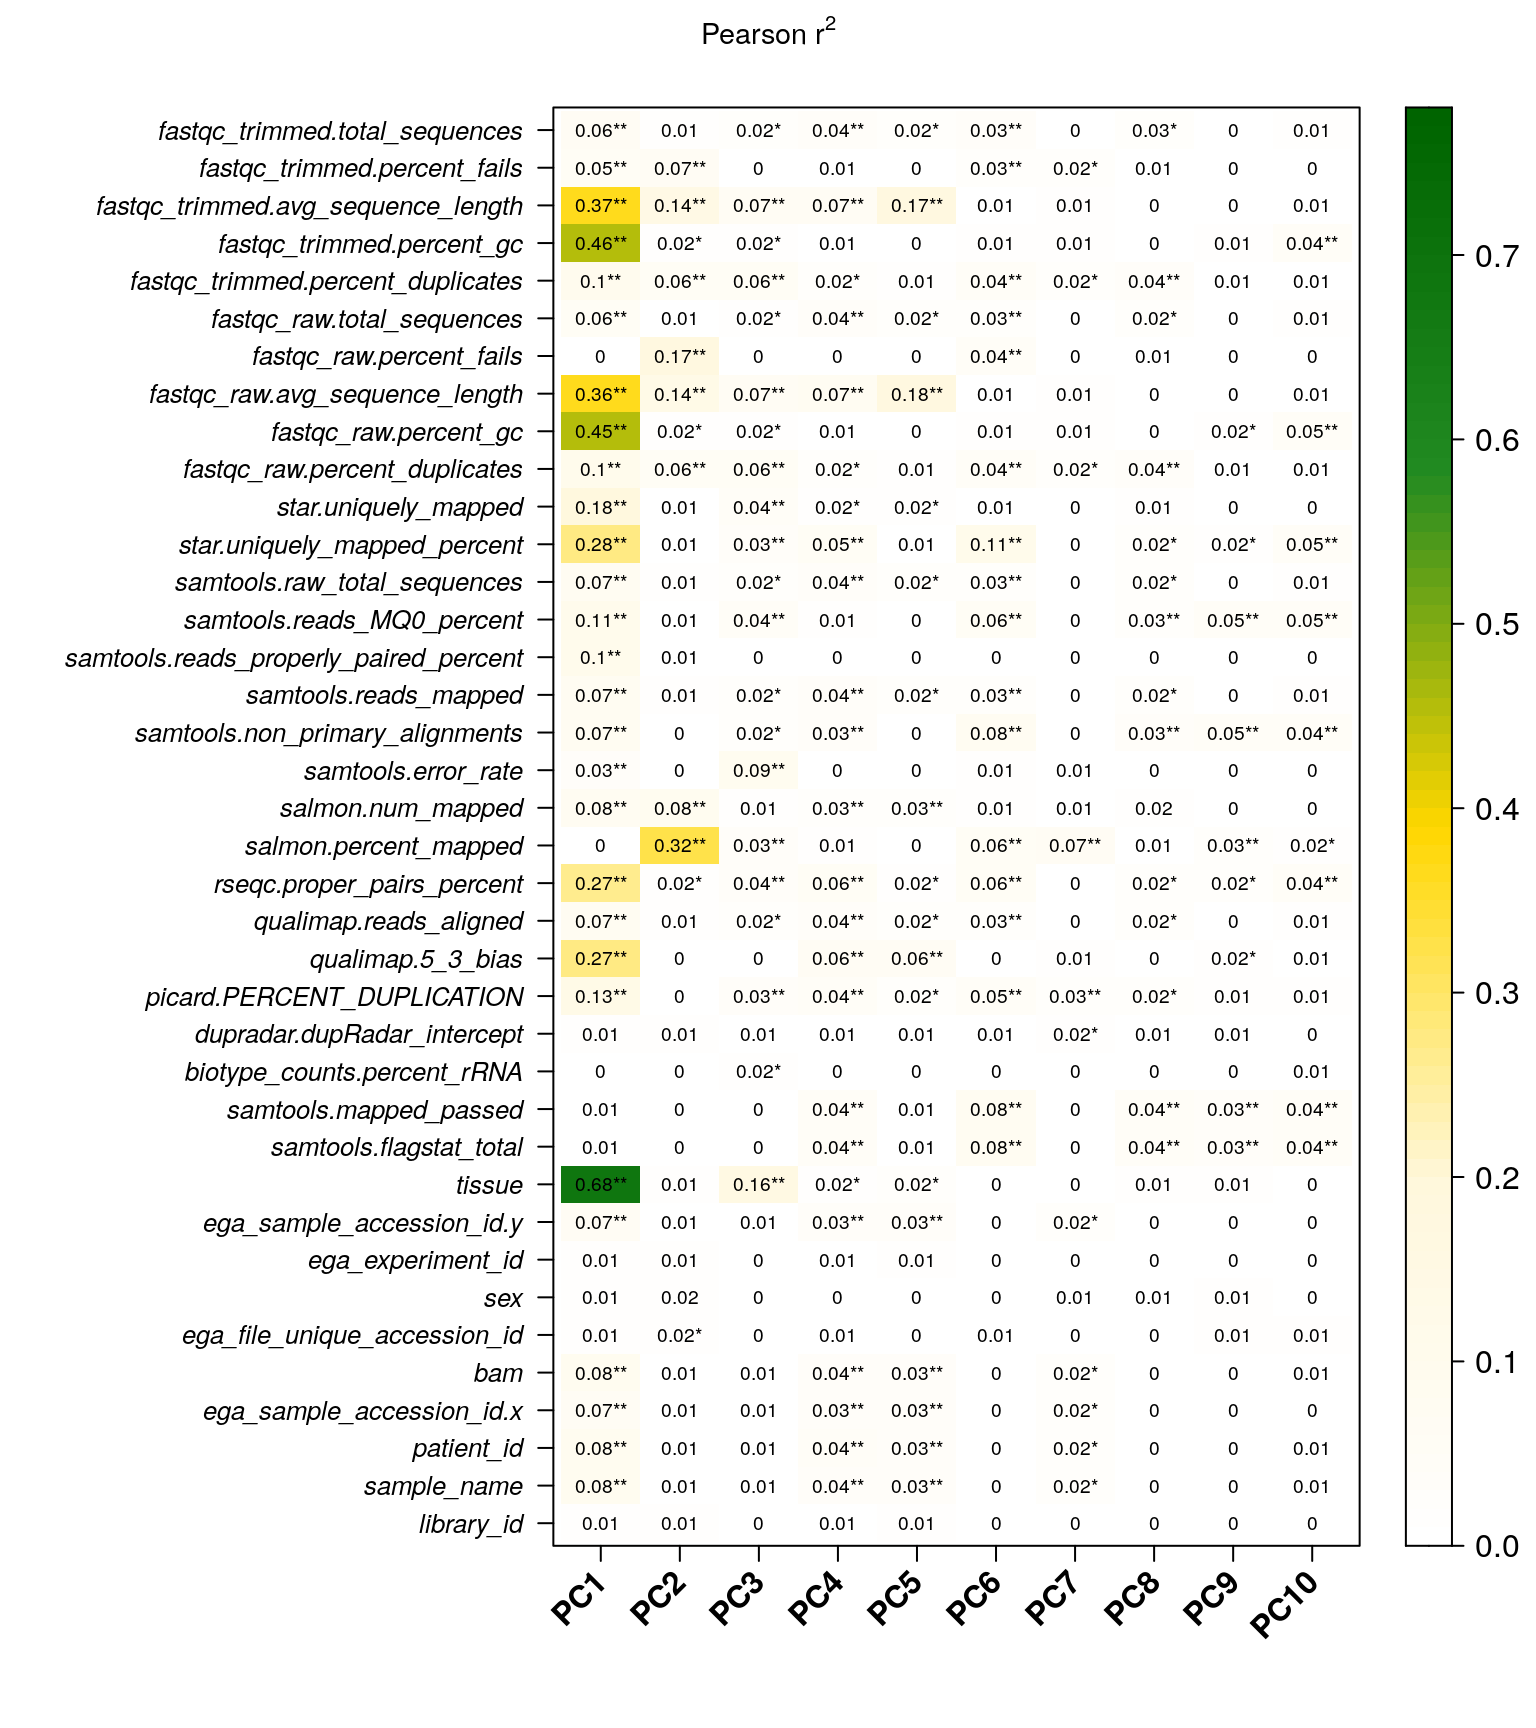 Pearson r²
fastqc_trimmed.total_sequences 0.06** 0.01 0.02* 0.04** 0.02* 0.03** 0 0.03* 0 0.01
fastqc_trimmed.percent_fails 0.05** 0.07** 0 0.01 0 0.03** 0.02* 0.01 0 0
fastqc_trimmed.avg_sequence_length 0.37** 0.14** 0.07** 0.07** 0.17** 0.01 0.01 0 0 0.01
fastqc_trimmed.percent_gc 0.46** 0.02* 0.02* 0.01 0 0.01 0.01 0 0.01 0.04**
fastqc_trimmed.percent_duplicates 0.1** 0.06** 0.06** 0.02* 0.01 0.04** 0.02* 0.04** 0.01 0.01
fastqc_raw.total_sequences 0.06** 0.01 0.02* 0.04** 0.02* 0.03** 0 0.02* 0 0.01
fastqc_raw.percent_fails 0 0.17** 0 0 0 0.04** 0 0.01 0 0
fastqc_raw.avg_sequence_length 0.36** 0.14** 0.07** 0.07** 0.18** 0.01 0.01 0 0 0.01
fastqc_raw.percent_gc 0.45** 0.02* 0.02* 0.01 0 0.01 0.01 0 0.02* 0.05**
fastqc_raw.percent_duplicates 0.1** 0.06** 0.06** 0.02* 0.01 0.04** 0.02* 0.04** 0.01 0.01
star.uniquely_mapped 0.18** 0.01 0.04** 0.02* 0.02* 0.01 0 0.01 0 0
star.uniquely_mapped_percent 0.28** 0.01 0.03** 0.05** 0.01 0.11** 0 0.02* 0.02* 0.05**
samtools.raw_total_sequences 0.07** 0.01 0.02* 0.04** 0.02* 0.03** 0 0.02* 0 0.01
samtools.reads_MQ0_percent 0.11** 0.01 0.04** 0.01 0 0.06** 0 0.03** 0.05** 0.05**
samtools.reads_properly_paired_percent 0.1** 0.01 0 0 0 0 0 0 0 0
samtools.reads_mapped 0.07** 0.01 0.02* 0.04** 0.02* 0.03** 0 0.02* 0 0.01
samtools.non_primary_alignments 0.07** 0 0.02* 0.03** 0 0.08** 0 0.03** 0.05** 0.04**
samtools.error_rate 0.03** 0 0.09** 0 0 0.01 0.01 0 0 0
salmon.num_mapped 0.08** 0.08** 0.01 0.03** 0.03** 0.01 0.01 0.02 0 0
salmon.percent_mapped 0 0.32** 0.03** 0.01 0 0.06** 0.07** 0.01 0.03** 0.02*
rseqc.proper_pairs_percent 0.27** 0.02* 0.04** 0.06** 0.02* 0.06** 0 0.02* 0.02* 0.04**
qualimap.reads_aligned 0.07** 0.01 0.02* 0.04** 0.02* 0.03** 0 0.02* 0 0.01
qualimap.5_3_bias 0.27** 0 0 0.06** 0.06** 0 0.01 0 0.02* 0.01
picard.PERCENT_DUPLICATION 0.13** 0 0.03** 0.04** 0.02* 0.05** 0.03** 0.02* 0.01 0.01
dupradar.dupRadar_intercept 0.01 0.01 0.01 0.01 0.01 0.01 0.02* 0.01 0.01 0
biotype_counts.percent_rRNA 0 0 0.02* 0 0 0 0 0 0 0.01
samtools.mapped_passed 0.01 0 0 0.04** 0.01 0.08** 0 0.04** 0.03** 0.04**
samtools.flagstat_total 0.01 0 0 0.04** 0.01 0.08** 0 0.04** 0.03** 0.04**
tissue 0.68** 0.01 0.16** 0.02* 0.02* 0 0 0.01 0.01 0
ega_sample_accession_id.y 0.07** 0.01 0.01 0.03** 0.03** 0 0.02* 0 0 0
ega_experiment_id 0.01 0.01 0 0.01 0.01 0 0 0 0 0
sex 0.01 0.02 0 0 0 0 0.01 0.01 0.01 0
ega_file_unique_accession_id 0.01 0.02* 0 0.01 0 0.01 0 0 0.01 0.01
bam 0.08** 0.01 0.01 0.04** 0.03** 0 0.02* 0 0 0.01
ega_sample_accession_id.x 0.07** 0.01 0.01 0.03** 0.03** 0 0.02* 0 0 0
patient_id 0.08** 0.01 0.01 0.04** 0.03** 0 0.02* 0 0 0.01
sample_name 0.08** 0.01 0.01 0.04** 0.03** 0 0.02* 0 0 0.01
library_id 0.01 0.01 0 0.01 0.01 0 0 0 0 0
PC1 PC2 PC3 PC4 PC5 PC6 PC7 PC8 PC9 PC10
0.7
0.6
0.5
0.4
0.3
0.2
0.1
0.0